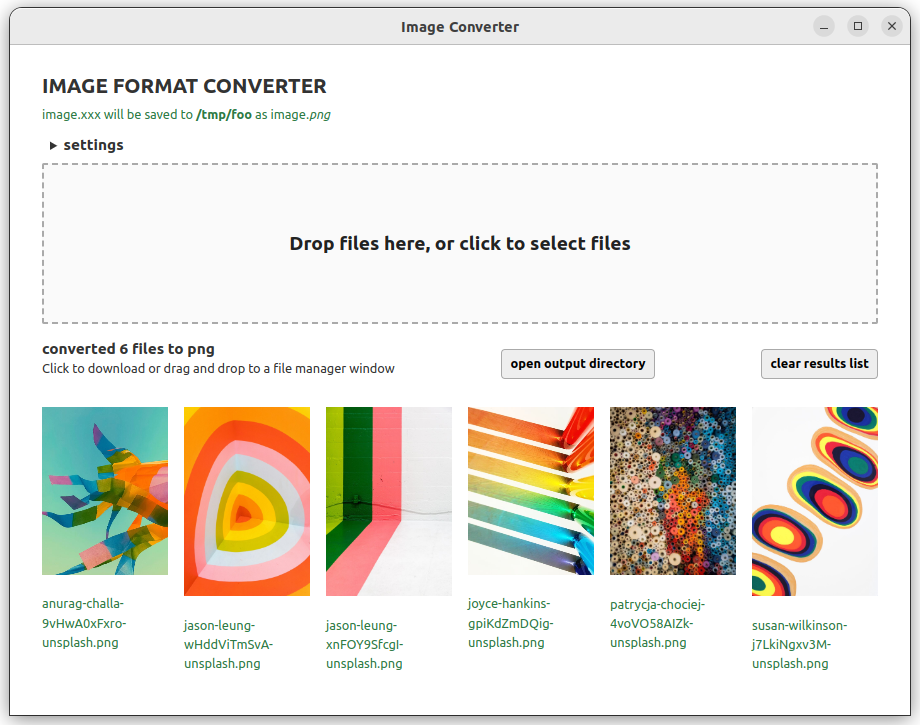 Image Converter
IMAGE FORMAT CONVERTER
image.xxx will be saved to /tmp/foo as image.png
settings
Drop files here, or click to select files
converted 6 files to png
Click to download or drag and drop to a file manager window
open output directory
clear results list
anurag-challa-
9vHwA0xFxro-
unsplash.png
jason-leung-
wHddViTmSvA-
unsplash.png
jason-leung-
xnFOY9SfcgI-
unsplash.png
joyce-hankins-
gpiKdZmDQig-
unsplash.png
patrycja-chociej-
4voVO58AIZk-
unsplash.png
susan-wilkinson-
j7LkiNgxv3M-
unsplash.png